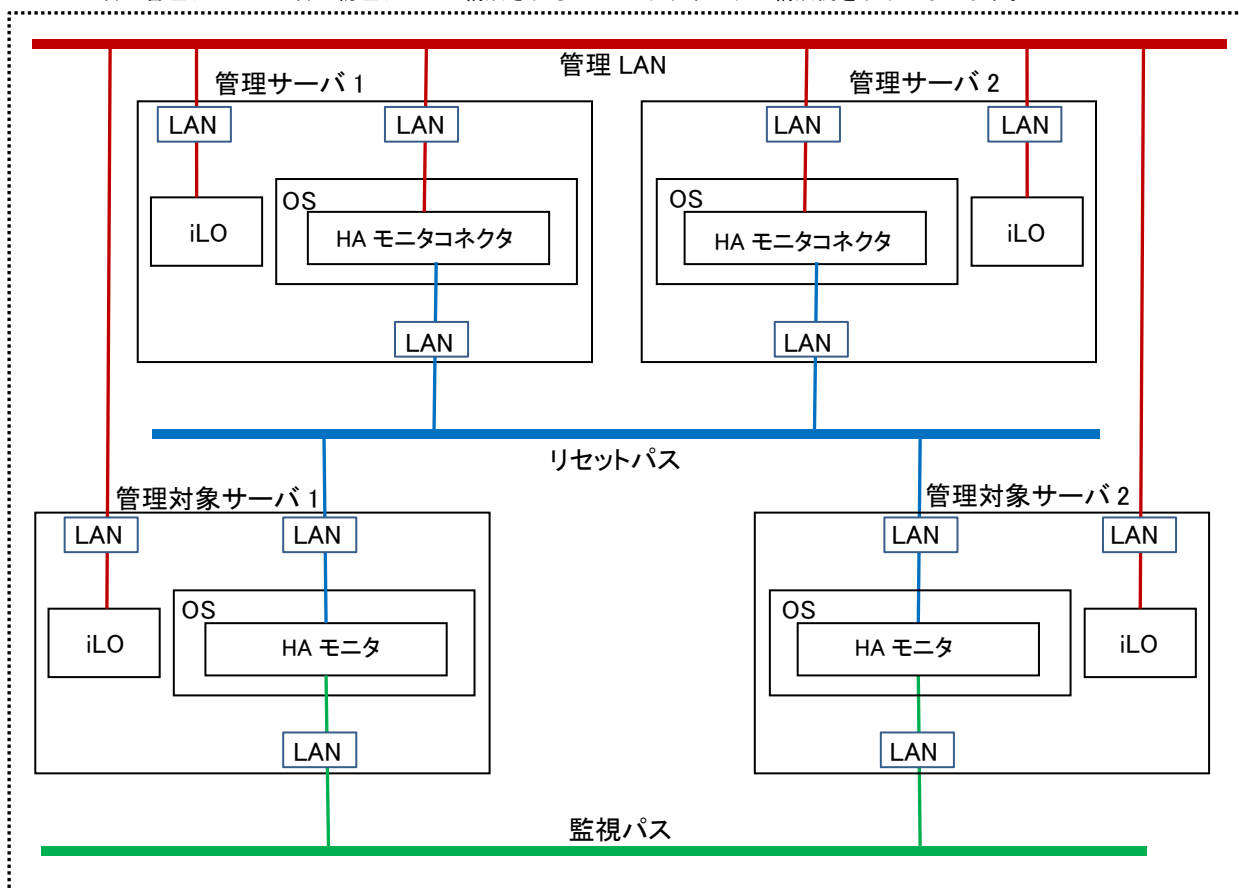 管理 LAN
管理サーバ 1
管理サーバ 2
LAN
LAN
LAN
LAN
iLO
OS
HA モニタコネクタ
OS
HA モニタコネクタ
iLO
LAN
LAN
リセットパス
管理対象サーバ 1
管理対象サーバ 2
LAN
LAN
LAN
LAN
iLO
OS
HA モニタ
OS
HA モニタ
iLO
LAN
LAN
監視パス